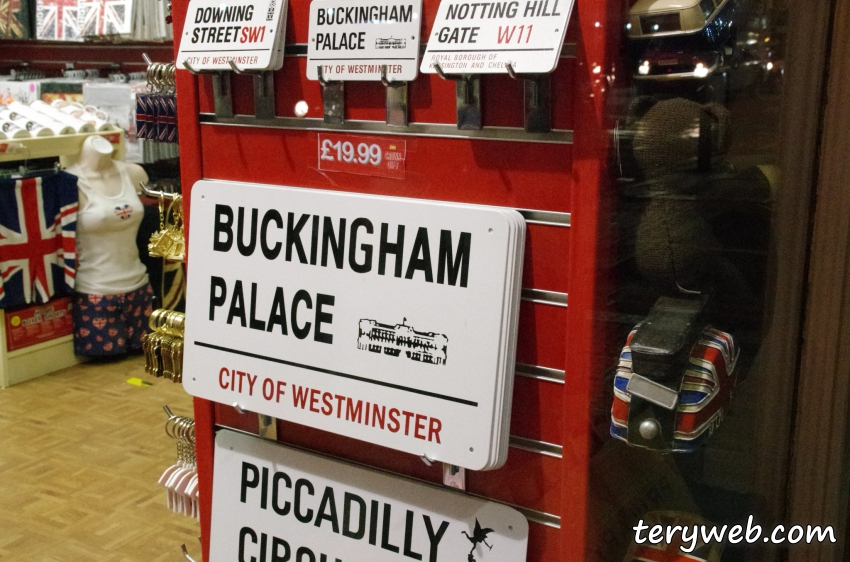 DOWNING
STREET SW1
CITY OF WESTMINSTER
BUCKINGHAM
PALACE
CITY OF WESTMINSTER
NOTTING HILL
GATE W11
ROYAL BOROUGH OF
KENSINGTON AND CHELSEA
£19.99
BUCKINGHAM
PALACE
CITY OF WESTMINSTER
PICCADILLY
teryweb.com